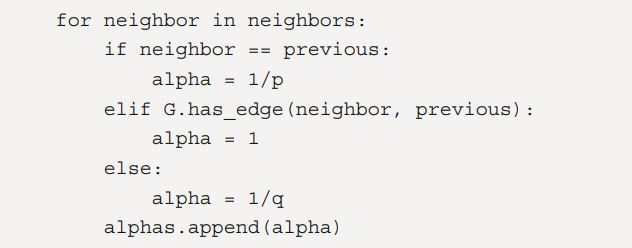 for neighbor in neighbors:
    if neighbor == previous:
        alpha = 1/p
    elif G.has_edge(neighbor, previous):
        alpha = 1
    else:
        alpha = 1/q
    alphas.append(alpha)